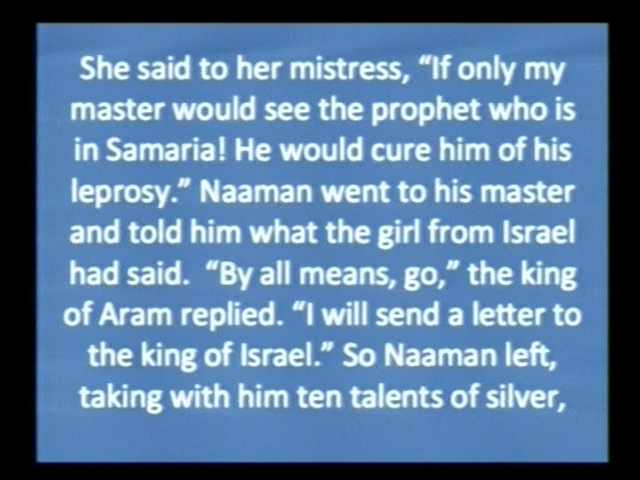 She said to her mistress, “If only my
master would see the prophet who is
in Samaria! He would cure him of his
leprosy.” Naaman went to his master
and told him what the girl from Israel
had said.  “By all means, go,” the king
of Aram replied. “I will send a letter to
the king of Israel.” So Naaman left,
taking with him ten talents of silver,